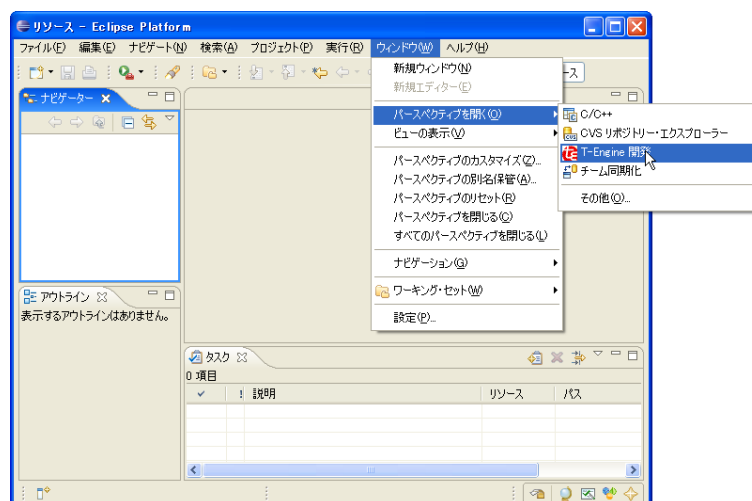 リソース - Eclipse Platform
ファイル(F) 編集(E) ナビゲート(N) 検索(A) プロジェクト(P) 実行(R) ウィンドウ(W) ヘルプ(H)
新規ウィンドウ(N)
新規エディター(E)
ース
ナビゲーター
パースペクティブを開く(O)
ビューの表示(V)
パースペクティブのカスタマイズ(Z)...
パースペクティブの別名保管(A)...
パースペクティブのリセット(R)
パースペクティブを閉じる(C)
すべてのパースペクティブを閉じる(L)
ナビゲーション(G)
ワーキング・セット(W)
設定(P)...
C/C++
CVS リポジトリー・エクスプローラー
T-Engine 開発
チーム同期化
その他(O)...
アウトライン
表示するアウトラインはありません。
タスク
0 項目
! 説明 リソース パス